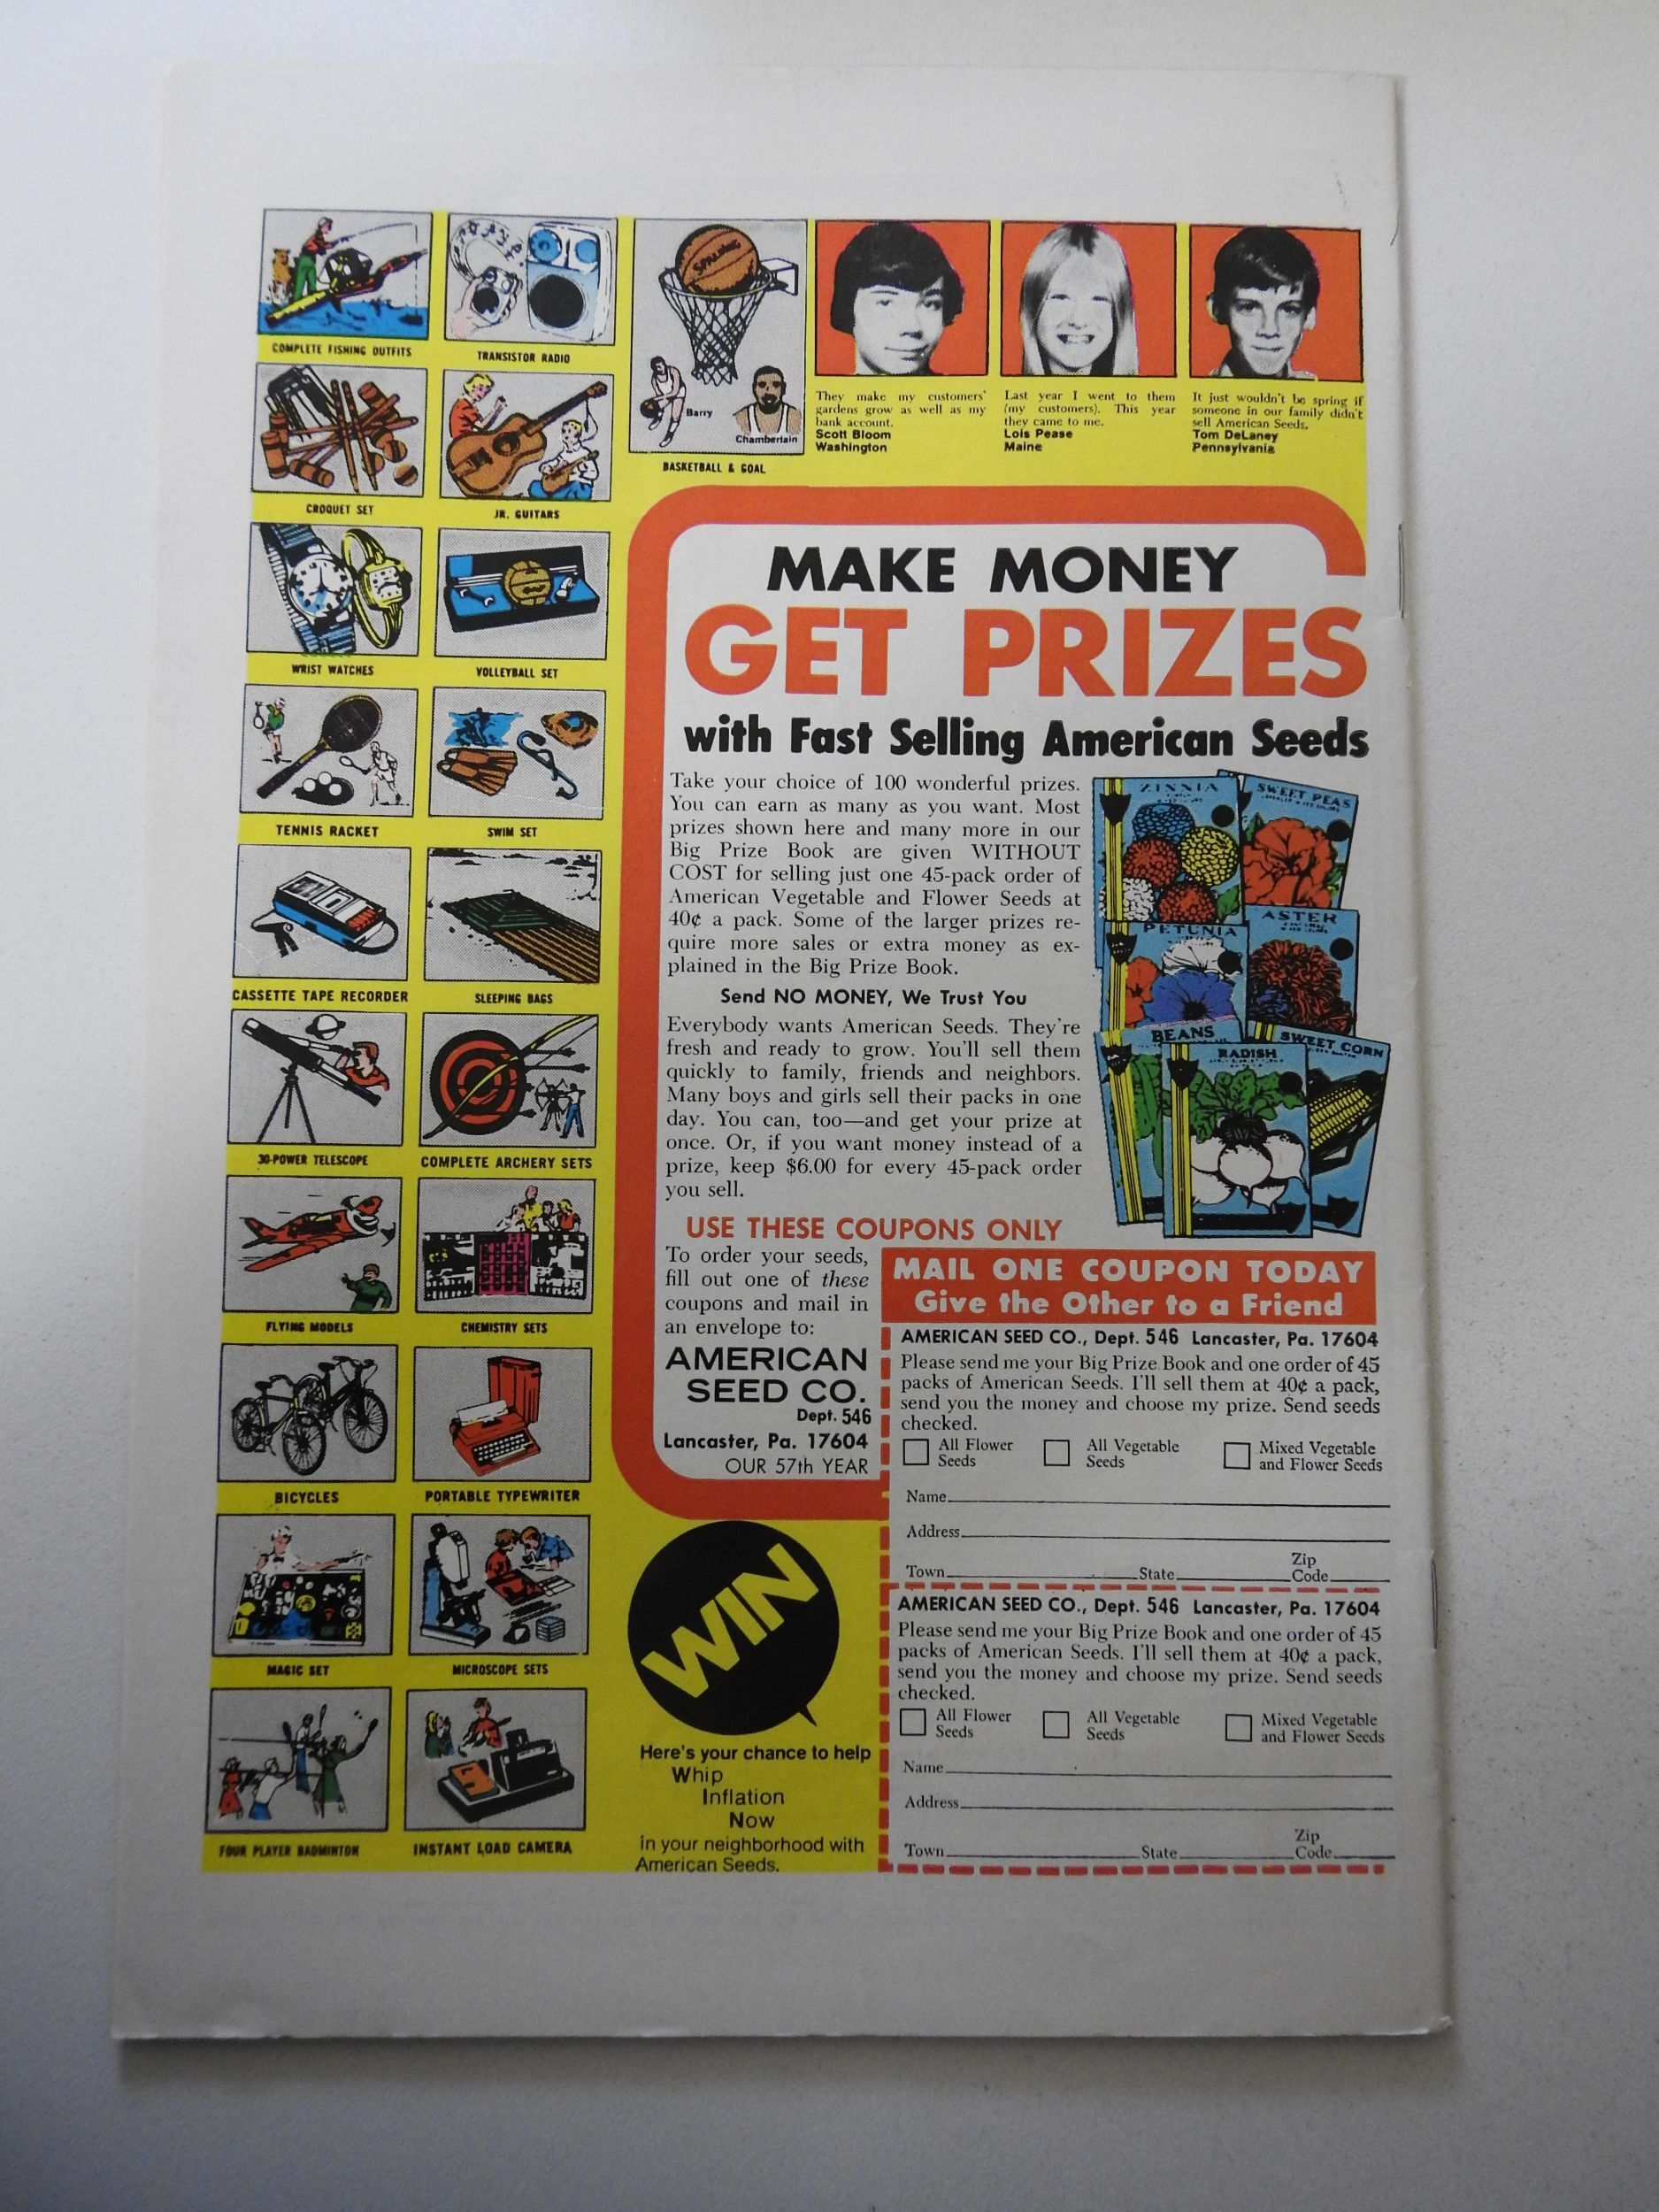 COMPLETE FISHING OUTFITS
TRANSISTOR RADIO
CROQUET SET
JR. GUITARS
WRIST WATCHES
VOLLEYBALL SET
TENNIS RACKET
SWIM SET
CASSETTE TAPE RECORDER
SLEEPING BAGS
30-POWER TELESCOPE
COMPLETE ARCHERY SETS
FLYING MODELS
CHEMISTRY SETS
BICYCLES
PORTABLE TYPEWRITER
MAGIC SET
MICROSCOPE SETS
FOUR PLAYER BADMINTON
INSTANT LOAD CAMERA
SPALDING
Barry
Chamberlain
BASKETBALL & GOAL
They make my customers'
gardens grow as well as my
bank account.
Scott Bloom
Washington
Last year I went to them
(my customers). This year
they came to me.
Lois Pease
Maine
It just wouldn't be spring if
someone in our family didn't
sell American Seeds.
Tom DeLaney
Pennsylvania
MAKE MONEY
GET PRIZES
with Fast Selling American Seeds
Take your choice of 100 wonderful prizes.
You can earn as many as you want. Most
prizes shown here and many more in our
Big Prize Book are given WITHOUT
COST for selling just one 45-pack order of
American Vegetable and Flower Seeds at
40¢ a pack. Some of the larger prizes re-
quire more sales or extra money as ex-
plained in the Big Prize Book.
Send NO MONEY, We Trust You
Everybody wants American Seeds. They're
fresh and ready to grow. You'll sell them
quickly to family, friends and neighbors.
Many boys and girls sell their packs in one
day. You can, too—and get your prize at
once. Or, if you want money instead of a
prize, keep $6.00 for every 45-pack order
you sell.
ZINNIA
SWEET PEAS
PETUNIA
ASTER
BEANS
RADISH
SWEET CORN
USE THESE COUPONS ONLY
To order your seeds,
fill out one of these
coupons and mail in
an envelope to:
AMERICAN
SEED CO.
Dept. 546
Lancaster, Pa. 17604
OUR 57th YEAR
MAIL ONE COUPON TODAY
Give the Other to a Friend
AMERICAN SEED CO., Dept. 546 Lancaster, Pa. 17604
Please send me your Big Prize Book and one order of 45
packs of American Seeds. I'll sell them at 40¢ a pack,
send you the money and choose my prize. Send seeds
checked.
All Flower Seeds All Vegetable Seeds Mixed Vegetable and Flower Seeds
Name
Address
Town State Zip Code
AMERICAN SEED CO., Dept. 546 Lancaster, Pa. 17604
Please send me your Big Prize Book and one order of 45
packs of American Seeds. I'll sell them at 40¢ a pack,
send you the money and choose my prize. Send seeds
checked.
All Flower Seeds All Vegetable Seeds Mixed Vegetable and Flower Seeds
Name
Address
Town State Zip Code
WIN
Here's your chance to help
Whip
Inflation
Now
in your neighborhood with
American Seeds.